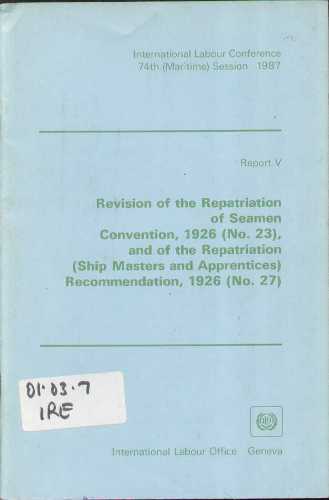 International Labour Conference
74th (Maritime) Session 1987
Report V
Revision of the Repatriation
of Seamen
Convention, 1926 (No. 23),
and of the Repatriation
(Ship Masters and Apprentices)
Recommendation, 1926 (No. 27)
01·03·7
IRE
International Labour Office Geneva